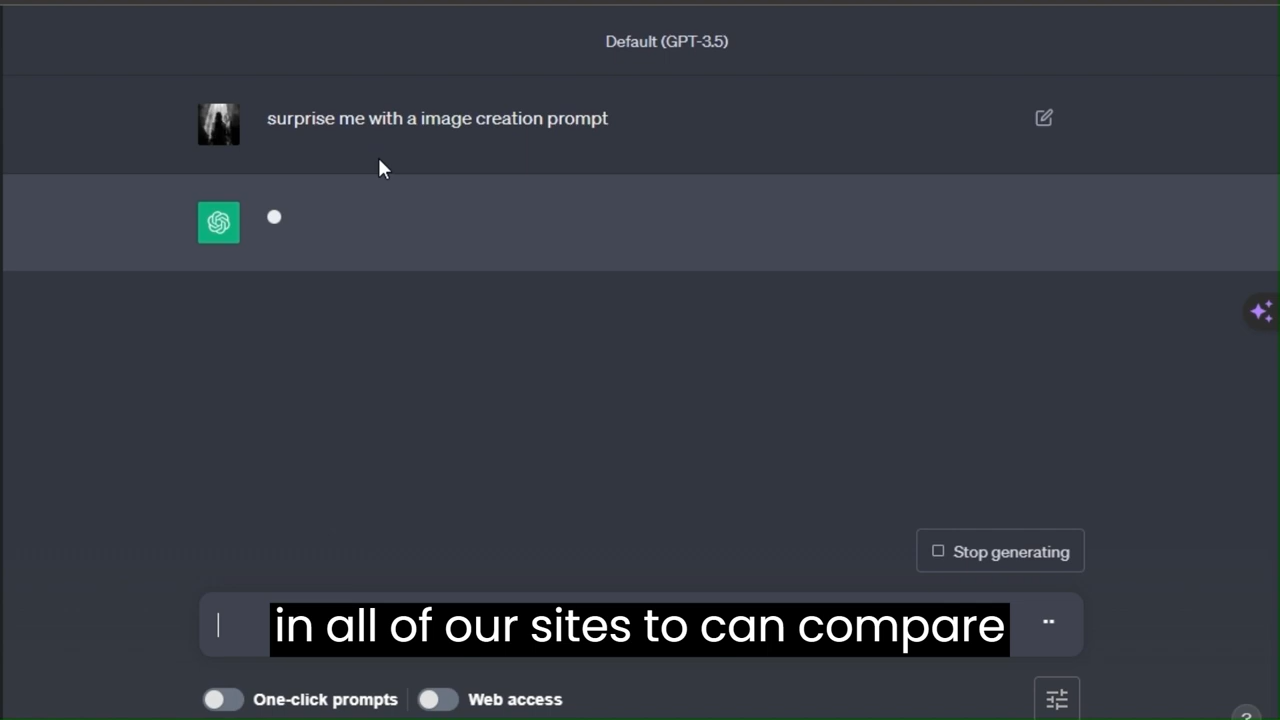 Default (GPT-3.5)
surprise me with a image creation prompt
Stop generating
in all of our sites to can compare
One-click prompts
Web access
?